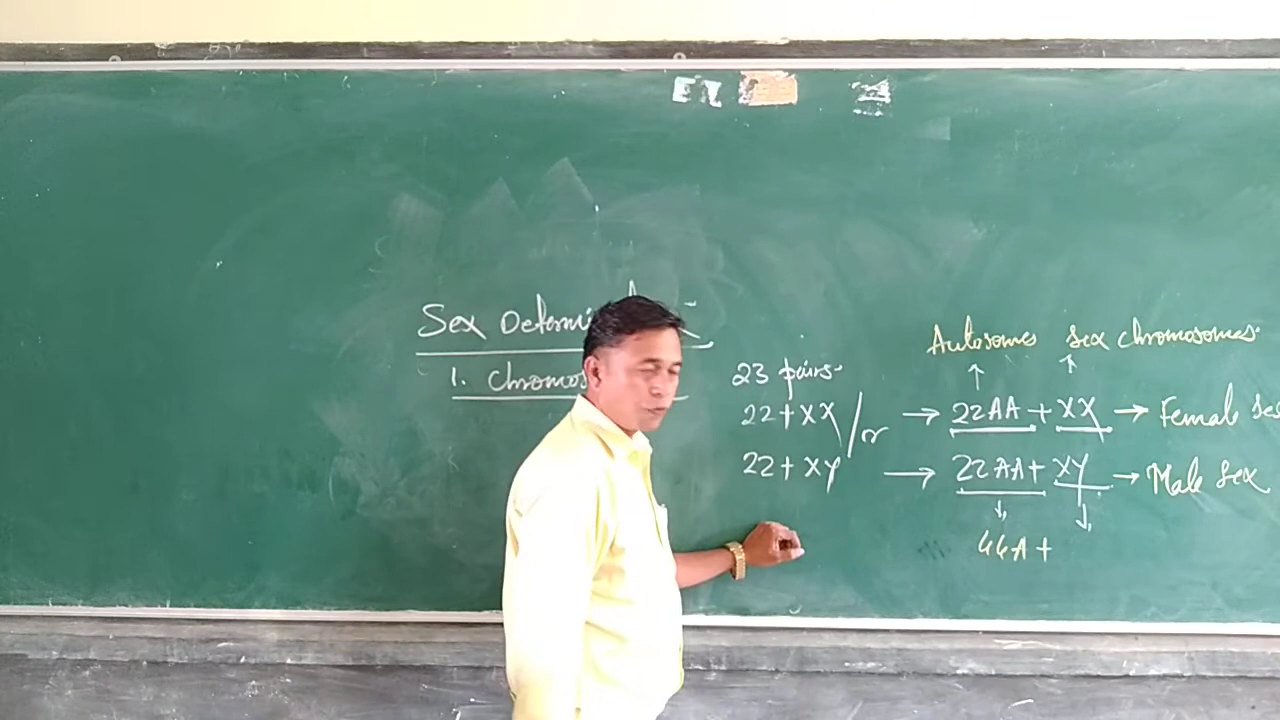 Sex Determi
1. Chromos
23 pairs.
22 + XX / or
22 + XY
Autosomes sex chromosomes.
↑ ↑
→ 22AA + XX → Female Sex
→ 22AA + XY → Male Sex
↓ ↓
44A +